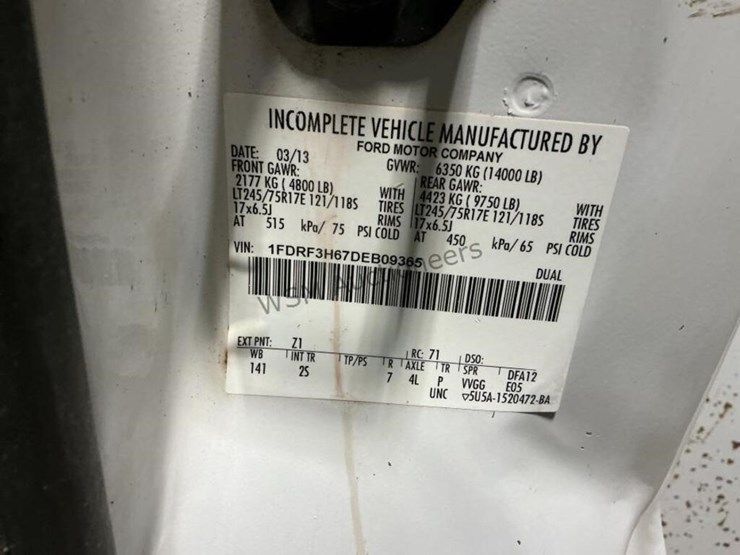 INCOMPLETE VEHICLE MANUFACTURED BY
FORD MOTOR COMPANY
DATE: 03/13 GVWR: 6350 KG (14000 LB)
FRONT GAWR: REAR GAWR:
2177 KG ( 4800 LB) WITH 4423 KG ( 9750 LB) WITH
LT245/75R17E 121/118S TIRES LT245/75R17E 121/118S TIRES
17x6.5J RIMS 17x6.5J RIMS
AT 515 kPa/ 75 PSI COLD AT 450 kPa/ 65 PSI COLD
VIN: 1FDRF3H67DEB09365 DUAL
WSM Auctioneers
EXT PNT: Z1 RC: 71 DSO:
WB INT TR TP/PS R AXLE TR SPR DFA12
141 2S 7 4L P VVGG E05
UNC ▽5U5A-1520472-BA